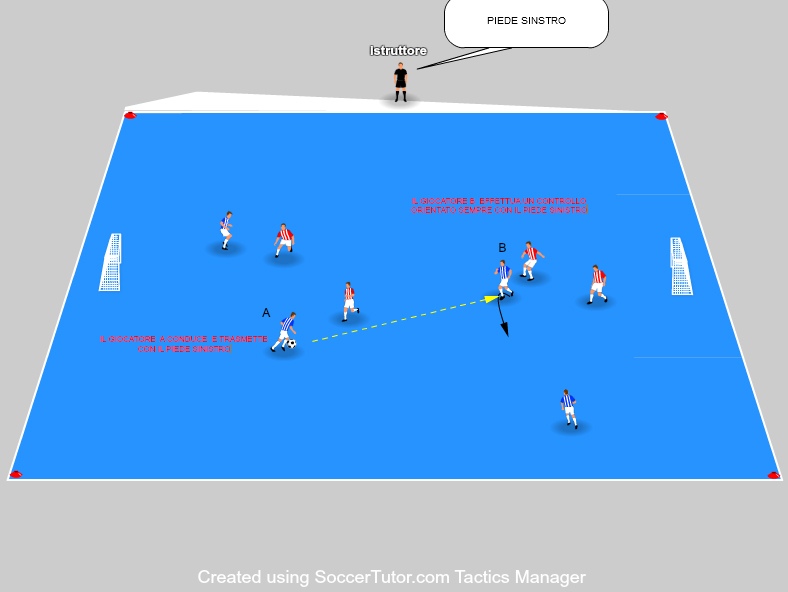 PIEDE SINSTRO
Istruttore
IL GIOCATORE B EFFETTUA UN CONTROLLO
ORIENTATO SEMPRE CON IL PIEDE SINISTRO
B
A
IL GIOCATORE A CONDUCE E TRASMETTE
CON IL PIEDE SINISTRO
Created using SoccerTutor.com Tactics Manager